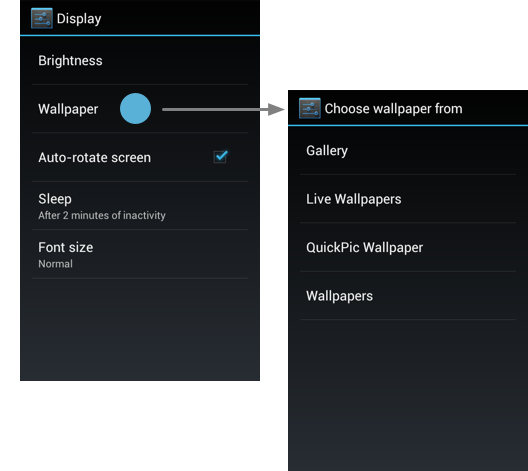 Display
Brightness
Wallpaper
Auto-rotate screen
Sleep
After 2 minutes of inactivity
Font size
Normal
Choose wallpaper from
Gallery
Live Wallpapers
QuickPic Wallpaper
Wallpapers